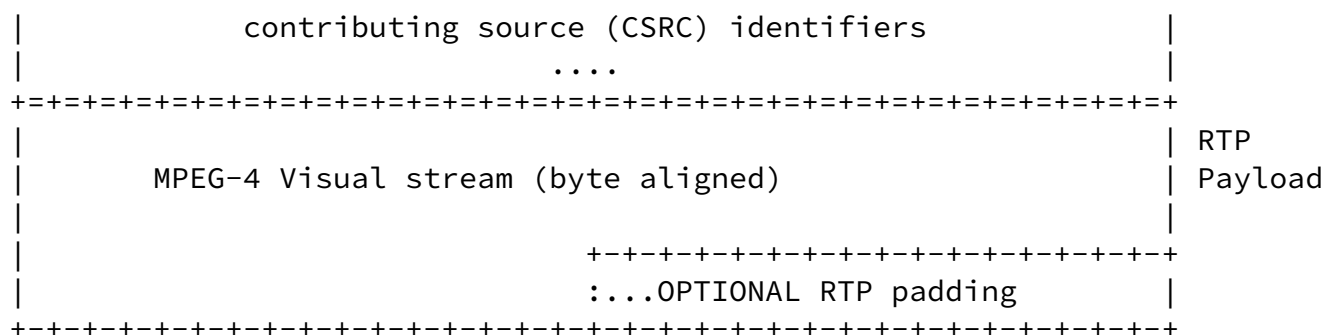 |             contributing source (CSRC) identifiers             |
|                              ....                              |
+=+=+=+=+=+=+=+=+=+=+=+=+=+=+=+=+=+=+=+=+=+=+=+=+=+=+=+=+=+=+=+=+
|                                                                | RTP
|        MPEG-4 Visual stream (byte aligned)                     | Payload
|                                                                |
|                                +-+-+-+-+-+-+-+-+-+-+-+-+-+-+-+-+
|                                :...OPTIONAL RTP padding        |
+-+-+-+-+-+-+-+-+-+-+-+-+-+-+-+-+-+-+-+-+-+-+-+-+-+-+-+-+-+-+-+-+